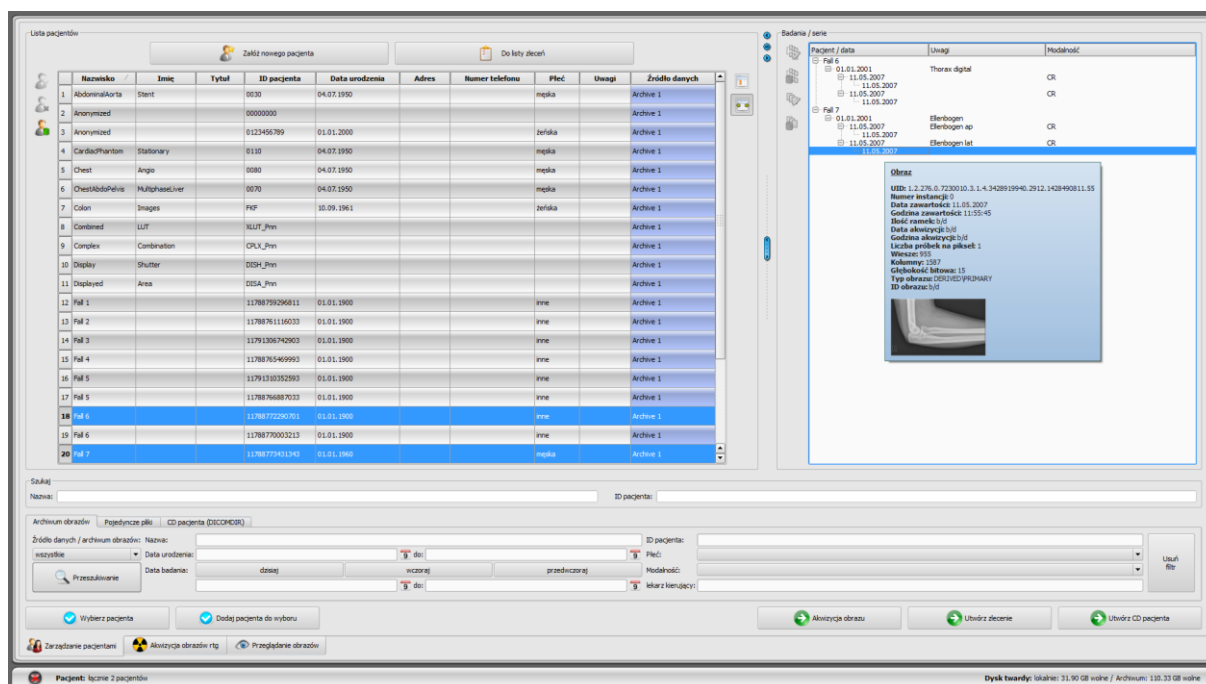 Lista pacjentów
Załóż nowego pacjenta
Do listy zleceń
Nazwisko Imię Tytuł ID pacjenta Data urodzenia Adres Numer telefonu Płeć Uwagi Źródło danych
1 AbdominalAorta Stent 0030 04.07.1950 męska Archive 1
2 Anonymized 00000000 Archive 1
3 Anonymized 0123456789 01.01.2000 żeńska Archive 1
4 CardiacPhantom Stationary 0110 04.07.1950 męska Archive 1
5 Chest Angio 0080 04.07.1950 męska Archive 1
6 ChestAbdoPelvis MultiphaseLiver 0070 04.07.1950 męska Archive 1
7 Colon Images FKF 10.09.1961 żeńska Archive 1
8 Combined LUT XLUT_Pnn Archive 1
9 Complex Combination CPLX_Pnn Archive 1
10 Display Shutter DISH_Pnn Archive 1
11 Displayed Area DISA_Pnn Archive 1
12 Fall 1 11788759296811 01.01.1900 inne Archive 1
13 Fall 2 11788761116033 01.01.1900 inne Archive 1
14 Fall 3 11791306742903 01.01.1900 inne Archive 1
15 Fall 4 11788765469993 01.01.1900 inne Archive 1
16 Fall 5 11791310352593 01.01.1900 inne Archive 1
17 Fall 5 11788766887033 01.01.1900 inne Archive 1
18 Fall 6 11788772290701 01.01.1900 inne Archive 1
19 Fall 6 11788770003213 01.01.1900 inne Archive 1
20 Fall 7 11788773431343 01.01.1960 męska Archive 1
Badania / serie
Pacjent / data Uwagi Modalność
Fall 6
01.01.2001 Thorax digital
11.05.2007 CR
11.05.2007
11.05.2007 CR
11.05.2007
Fall 7
01.01.2001 Ellenbogen
11.05.2007 Ellenbogen ap CR
11.05.2007
11.05.2007 Ellenbogen lat CR
11.05.2007
Obraz
UID: 1.2.276.0.7230010.3.1.4.3428919940.2912.1428490811.55
Numer instancji: 0
Data zawartości: 11.05.2007
Godzina zawartości: 11:55:45
Ilość ramek: b/d
Data akwizycji: b/d
Godzina akwizycji: b/d
Liczba próbek na piksel: 1
Wiesze: 955
Kolumny: 1587
Głębokość bitowa: 15
Typ obrazu: DERIVED\PRIMARY
ID obrazu: b/d
Szukaj
Nazwa: ID pacjenta:
Archiwum obrazów Pojedyncze pliki CD pacjenta (DICOMDIR)
Źródło danych / archiwum obrazów: Nazwa: ID pacjenta:
wszystkie Data urodzenia: 9 do: 9 Płeć:
Przeszukiwanie Data badania: dzisiaj wczoraj przedwczoraj Modalność:
9 do: 9 lekarz kierujący:
Usuń
filtr
Wybierz pacjenta Dodaj pacjenta do wyboru Akwizycja obrazu Utwórz zlecenie Utwórz CD pacjenta
Zarządzanie pacjentami Akwizycja obrazów rtg Przeglądanie obrazów
Pacjent: łącznie 2 pacjentów Dysk twardy: lokalnie: 31.90 GB wolne / Archiwum: 110.33 GB wolne